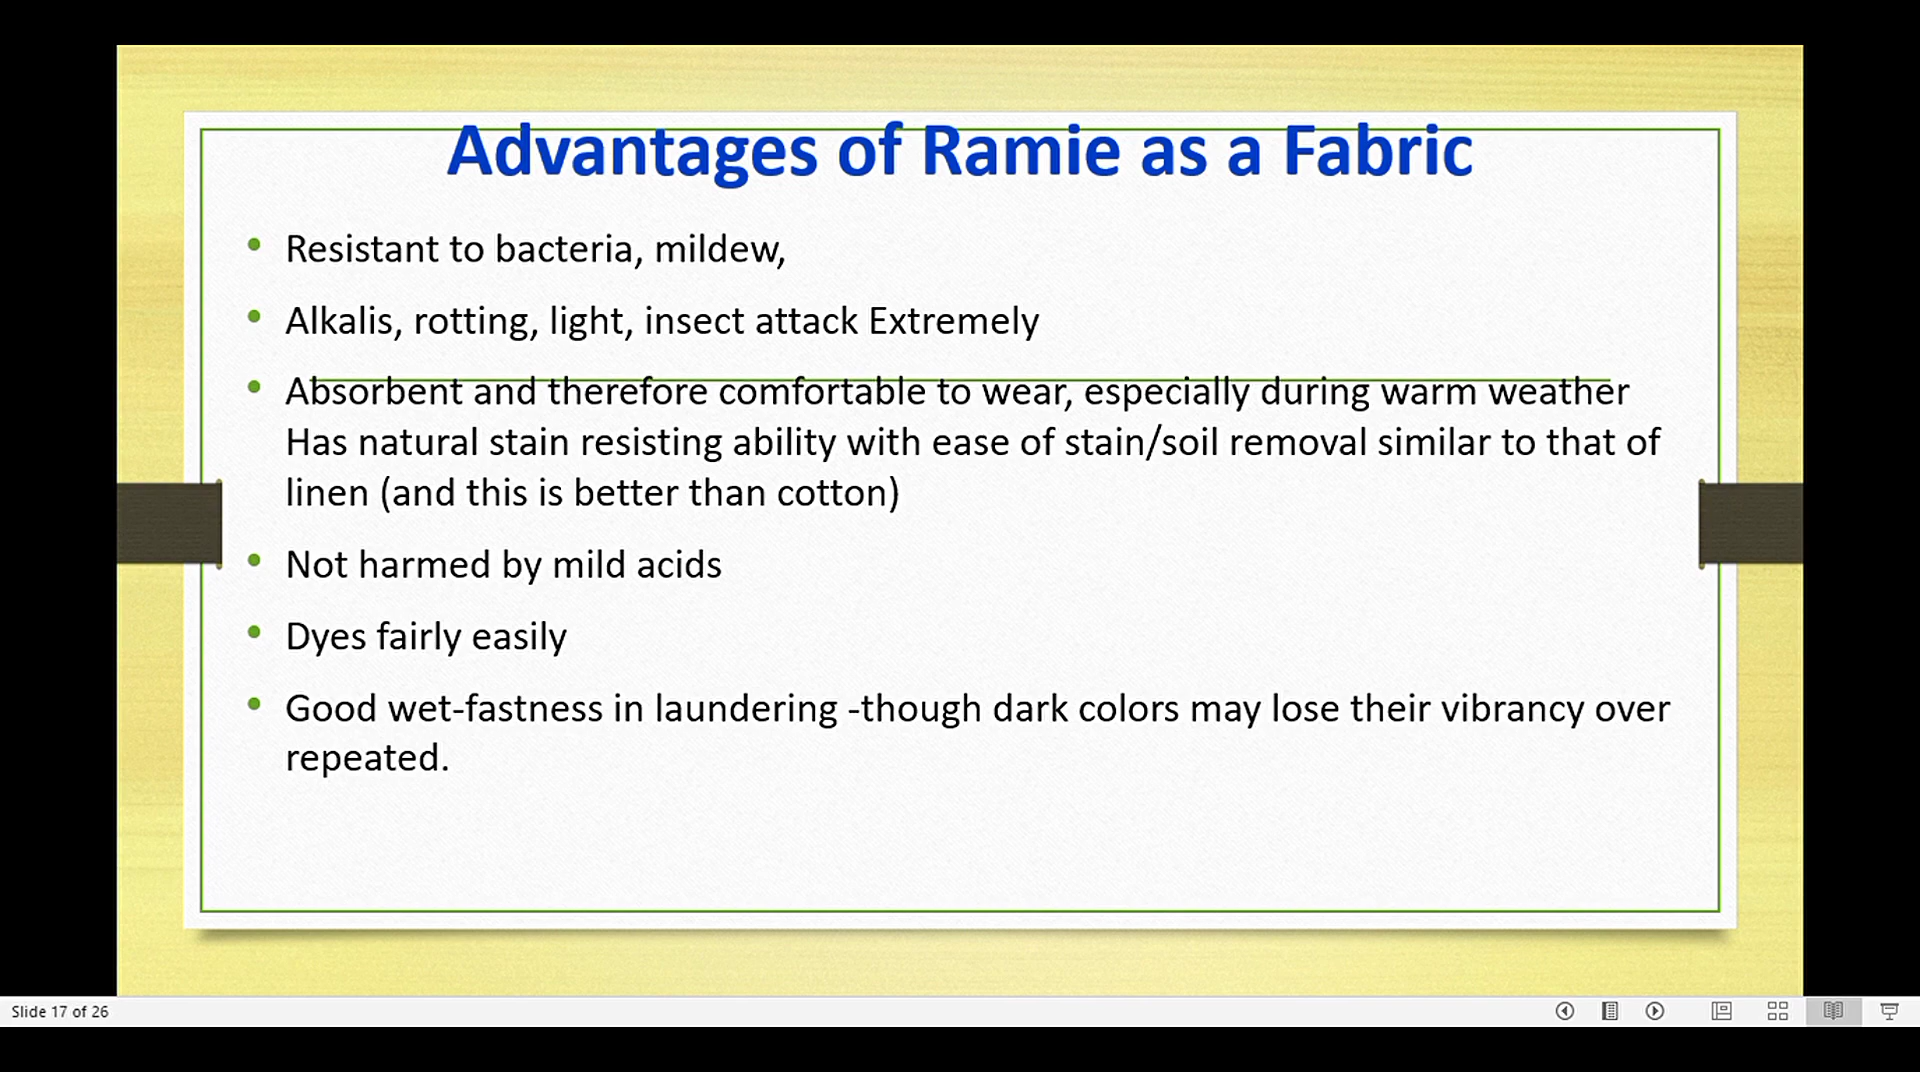 Advantages of Ramie as a Fabric
• Resistant to bacteria, mildew,
• Alkalis, rotting, light, insect attack Extremely
• Absorbent and therefore comfortable to wear, especially during warm weather
Has natural stain resisting ability with ease of stain/soil removal similar to that of
linen (and this is better than cotton)
• Not harmed by mild acids
• Dyes fairly easily
• Good wet-fastness in laundering -though dark colors may lose their vibrancy over
repeated.
Slide 17 of 26